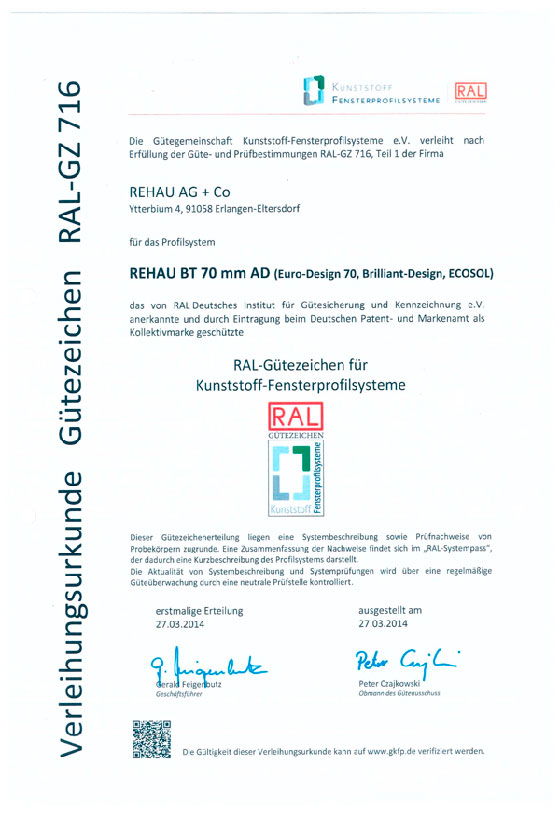 Verleihungsurkunde Gütezeichen RAL-GZ 716
KUNSTSTOFF
FENSTERPROFILSYSTEME
RAL
GÜTEZEICHEN
Die Gütegemeinschaft Kunststoff-Fensterprofilsysteme e.V. verleiht nach
Erfüllung der Güte- und Prüfbestimmungen RAL-GZ 716, Teil 1 der Firma
REHAU AG + Co
Ytterbium 4, 91058 Erlangen-Eltersdorf
für das Profilsystem
REHAU BT 70 mm AD (Euro-Design 70, Brilliant-Design, ECOSOL)
das von RAL Deutsches Institut für Gütesicherung und Kennzeichnung e.V.
anerkannte und durch Eintragung beim Deutschen Patent- und Markenamt als
Kollektivmarke geschützte
RAL-Gütezeichen für
Kunststoff-Fensterprofilsysteme
RAL
GÜTEZEICHEN
Kunststoff
Fensterprofilsysteme
Dieser Gütezeichenerteilung liegen eine Systembeschreibung sowie Prüfnachweise von
Probekörpern zugrunde. Eine Zusammenfassung der Nachweise findet sich im „RAL-Systempass",
der dadurch eine Kurzbeschreibung des Profilsystems darstellt.
Die Aktualität von Systembeschreibung und Systemprüfungen wird über eine regelmäßige
Güteüberwachung durch eine neutrale Prüfstelle kontrolliert.
erstmalige Erteilung
27.03.2014
ausgestellt am
27.03.2014
G. Feigenbutz
Peter Czajkowski
Gerald Feigenbutz
Geschäftsführer
Peter Czajkowski
Obmann des Güteausschuss
Die Gültigkeit dieser Verleihungsurkunde kann auf www.gkfp.de verifiziert werden.